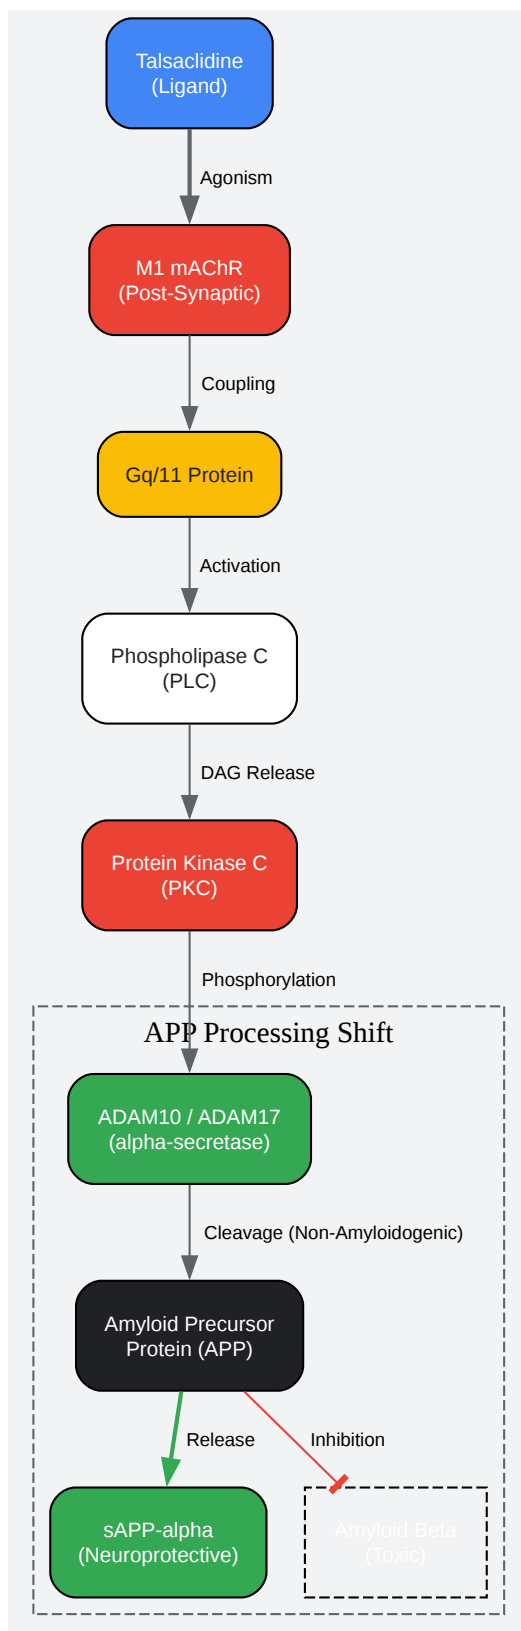 Talsaclidine
(Ligand)
Agonism
M1 mAChR
(Post-Synaptic)
Coupling
Gq/11 Protein
Activation
Phospholipase C
(PLC)
DAG Release
Protein Kinase C
(PKC)
Phosphorylation
APP Processing Shift
ADAM10 / ADAM17
(alpha-secretase)
Cleavage (Non-Amyloidogenic)
Amyloid Precursor
Protein (APP)
Release
Inhibition
sAPP-alpha
(Neuroprotective)
Amyloid Beta
(Toxic)